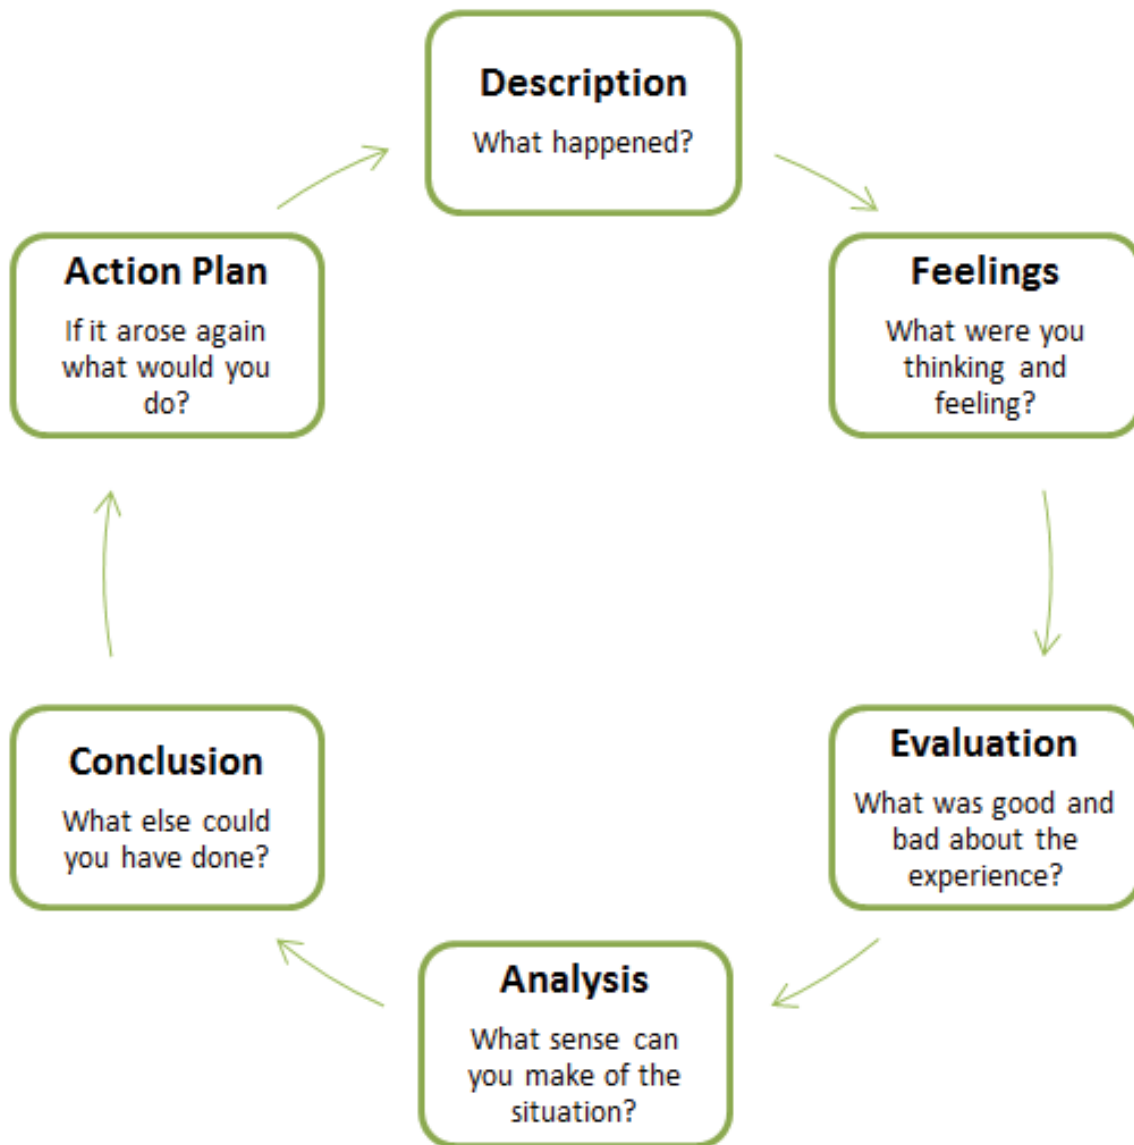 Description
What happened?
Feelings
What were you
thinking and
feeling?
Evaluation
What was good and
bad about the
experience?
Analysis
What sense can
you make of the
situation?
Conclusion
What else could
you have done?
Action Plan
If it arose again
what would you
do?